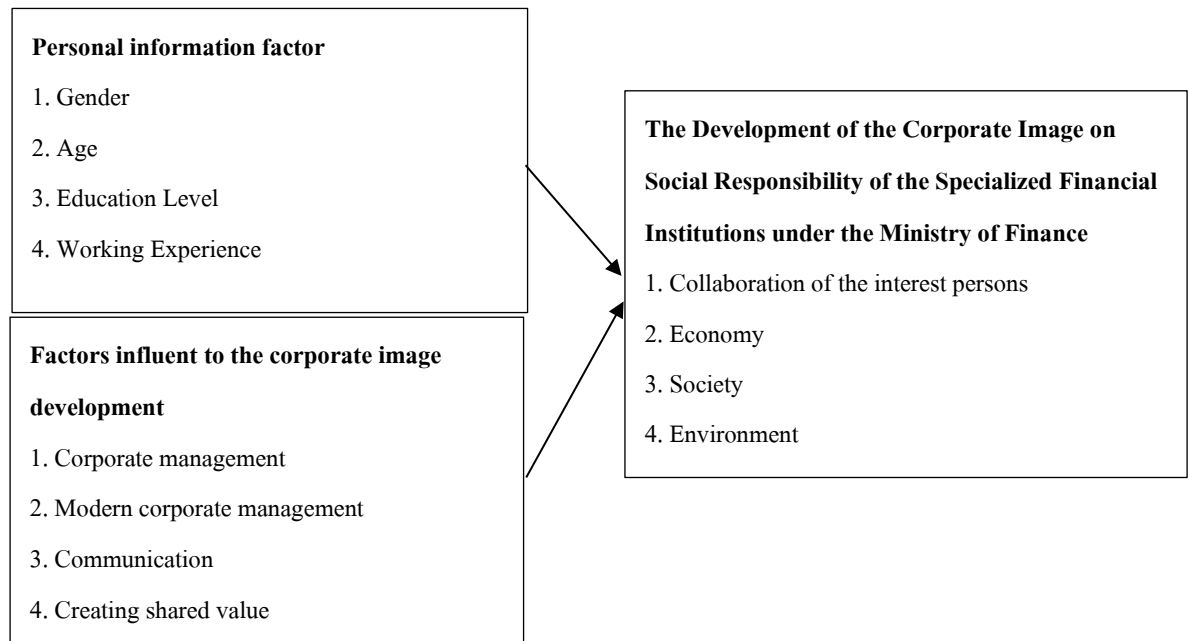 Personal information factor
1. Gender
2. Age
3. Education Level
4. Working Experience
Factors influent to the corporate image
development
1. Corporate management
2. Modern corporate management
3. Communication
4. Creating shared value
The Development of the Corporate Image on
Social Responsibility of the Specialized Financial
Institutions under the Ministry of Finance
1. Collaboration of the interest persons
2. Economy
3. Society
4. Environment